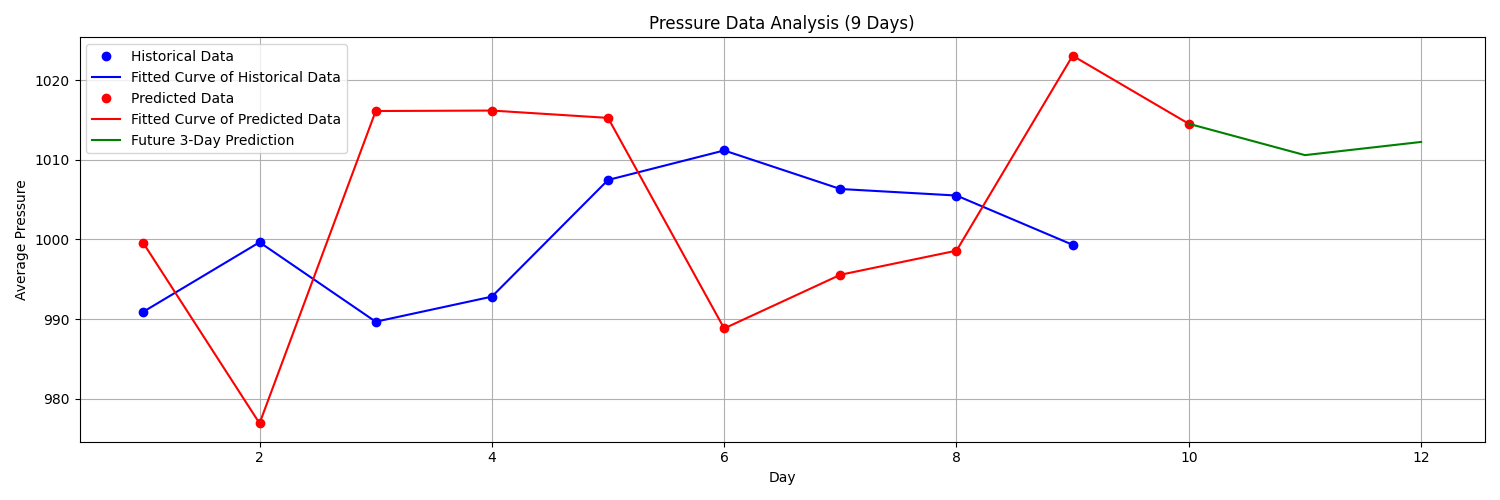 Pressure Data Analysis (9 Days)
Historical Data
Fitted Curve of Historical Data
Predicted Data
Fitted Curve of Predicted Data
Future 3-Day Prediction
Average Pressure
1020
1010
1000
990
980
2 4 6 8 10 12
Day